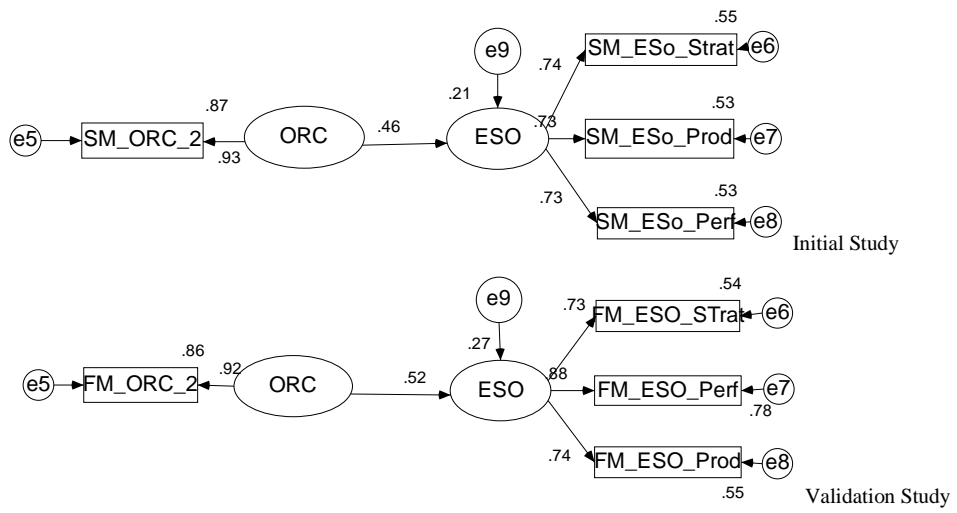 .55
e9
SM_ESo_Strat
e6
.74
.87
.21
.53
e5
SM_ORC_2
ORC
.46
ESO
.73
SM_ESo_Prod
e7
.93
.53
.73
SM_ESo_Perf
e8
Initial Study
.54
e9
.73
FM_ESO_STrat
e6
.86
.27
e5
FM_ORC_2
.92
ORC
.52
ESO
.88
FM_ESO_Perf
e7
.78
.74
FM_ESO_Prod
e8
.55
Validation Study